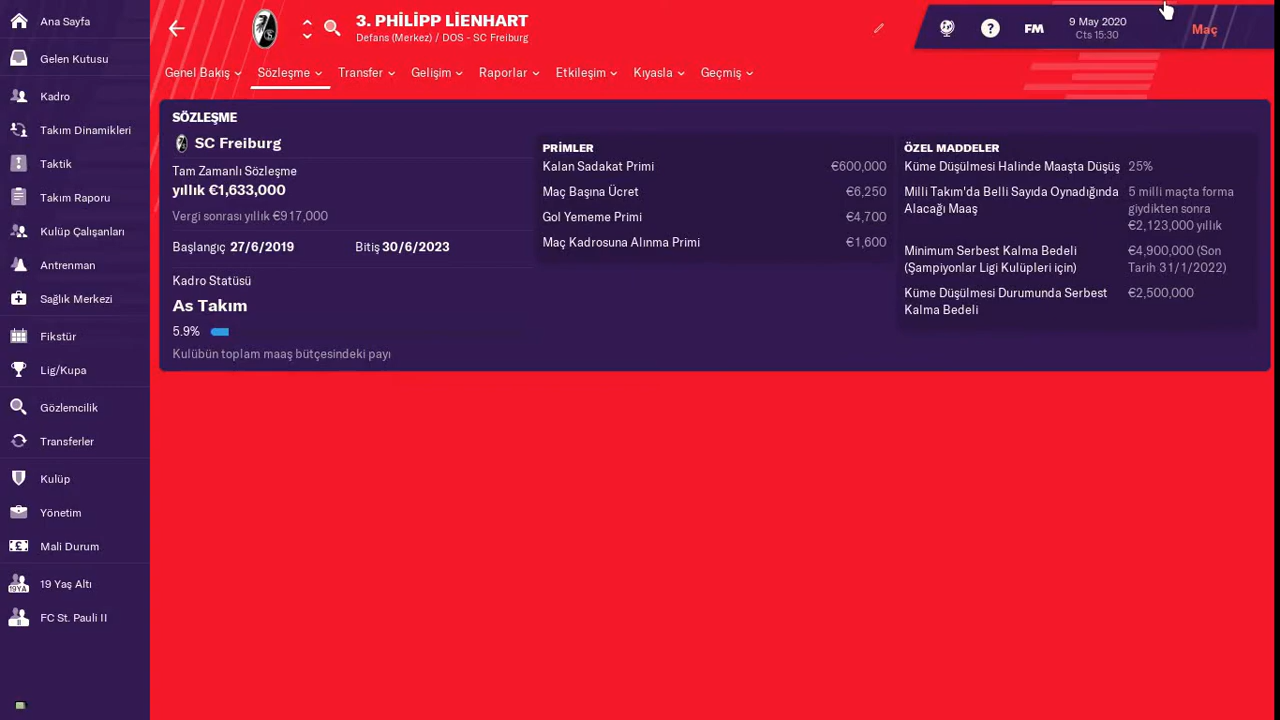 Ana Sayfa
Gelen Kutusu
Kadro
Takım Dinamikleri
Taktik
Takım Raporu
Kulüp Çalışanları
Antrenman
Sağlık Merkezi
Fikstür
Lig/Kupa
Gözlemcilik
Transferler
Kulüp
Yönetim
Mali Durum
19YA
19 Yaş Altı
II
FC St. Pauli II
3. PHİLİPP LİENHART
Defans (Merkez) / DOS - SC Freiburg
?
FM
9 May 2020
Cts 15:30
Maç
Genel Bakış
Sözleşme
Transfer
Gelişim
Raporlar
Etkileşim
Kıyasla
Geçmiş
SÖZLEŞME
SC Freiburg
Tam Zamanlı Sözleşme
yıllık €1,633,000
Vergi sonrası yıllık €917,000
Başlangıç 27/6/2019 Bitiş 30/6/2023
Kadro Statüsü
As Takım
5.9%
Kulübün toplam maaş bütçesindeki payı
PRİMLER
Kalan Sadakat Primi €600,000
Maç Başına Ücret €6,250
Gol Yememe Primi €4,700
Maç Kadrosuna Alınma Primi €1,600
ÖZEL MADDELER
Küme Düşülmesi Halinde Maaşta Düşüş 25%
Milli Takım'da Belli Sayıda Oynadığında
Alacağı Maaş
5 milli maçta forma
giydikten sonra
€2,123,000 yıllık
Minimum Serbest Kalma Bedeli
(Şampiyonlar Ligi Kulüpleri için)
€4,900,000 (Son
Tarih 31/1/2022)
Küme Düşülmesi Durumunda Serbest
Kalma Bedeli
€2,500,000